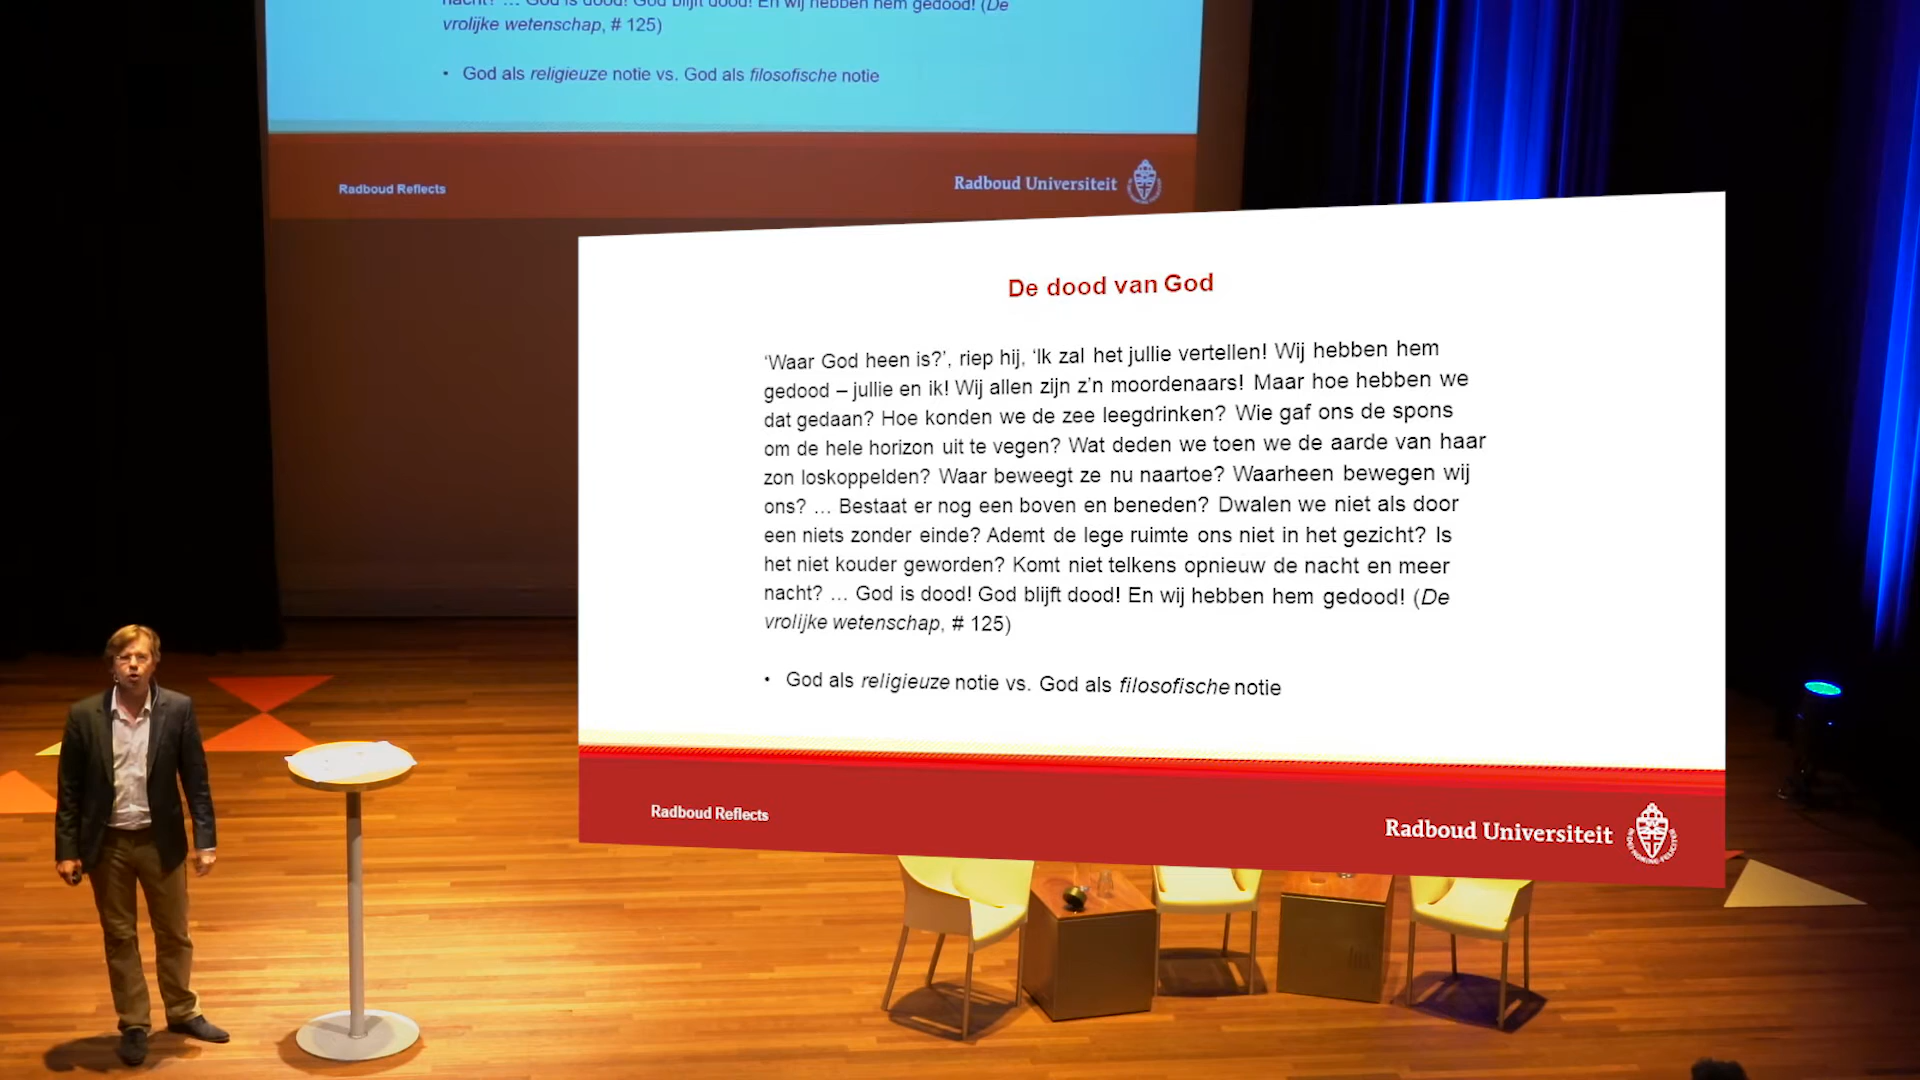 nacht? … God is dood! God blijft dood! En wij hebben hem gedood! (De
vrolijke wetenschap, # 125)
• God als religieuze notie vs. God als filosofische notie
Radboud Reflects
Radboud Universiteit
De dood van God
‘Waar God heen is?’, riep hij, ‘Ik zal het jullie vertellen! Wij hebben hem
gedood – jullie en ik! Wij allen zijn z’n moordenaars! Maar hoe hebben we
dat gedaan? Hoe konden we de zee leegdrinken? Wie gaf ons de spons
om de hele horizon uit te vegen? Wat deden we toen we de aarde van haar
zon loskoppelden? Waar beweegt ze nu naartoe? Waarheen bewegen wij
ons? … Bestaat er nog een boven en beneden? Dwalen we niet als door
een niets zonder einde? Ademt de lege ruimte ons niet in het gezicht? Is
het niet kouder geworden? Komt niet telkens opnieuw de nacht en meer
nacht? … God is dood! God blijft dood! En wij hebben hem gedood! (De
vrolijke wetenschap, # 125)
• God als religieuze notie vs. God als filosofische notie
Radboud Reflects
Radboud Universiteit